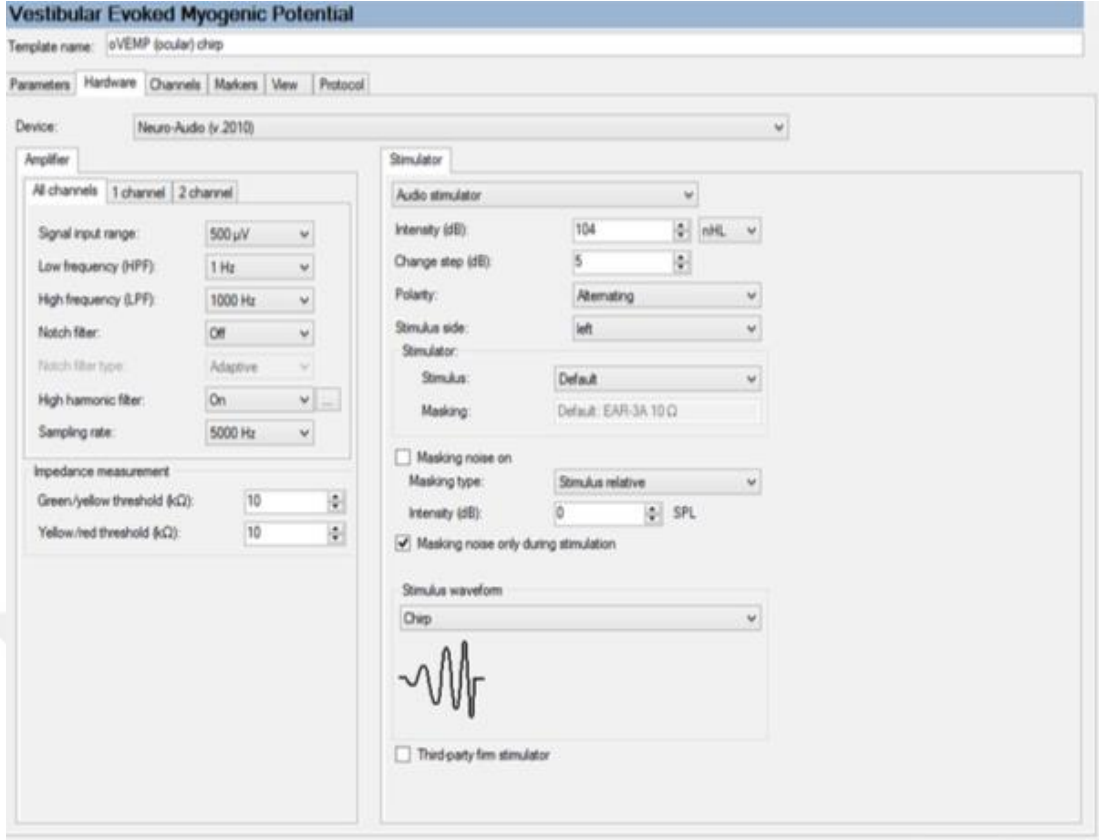 Vestibular Evoked Myogenic Potential
Template name: oVEMP (ocular) chirp
Parameters Hardware Channels Markers View Protocol
Device: Neuro-Audio (v.2010)
Amplifier
All channels 1 channel 2 channel
Signal input range: 500 µV
Low frequency (HPF): 1 Hz
High frequency (LPF): 1000 Hz
Notch filter: Off
Notch filter type: Adaptive
High harmonic filter: On ...
Sampling rate: 5000 Hz
Impedance measurement
Green/yellow threshold (kΩ): 10
Yellow/red threshold (kΩ): 10
Stimulator
Audio stimulator
Intensity (dB): 104 nHL
Change step (dB): 5
Polarity: Alternating
Stimulus side: left
Stimulator:
Stimulus: Default
Masking: Default: EAR-3A 10 Ω
Masking noise on
Masking type: Stimulus relative
Intensity (dB): 0 SPL
Masking noise only during stimulation
Stimulus waveform
Chirp
Third-party firm stimulator